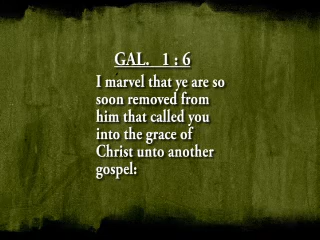 GAL. 1 : 6
I marvel that ye are so
soon removed from
him that called you
into the grace of
Christ unto another
gospel: